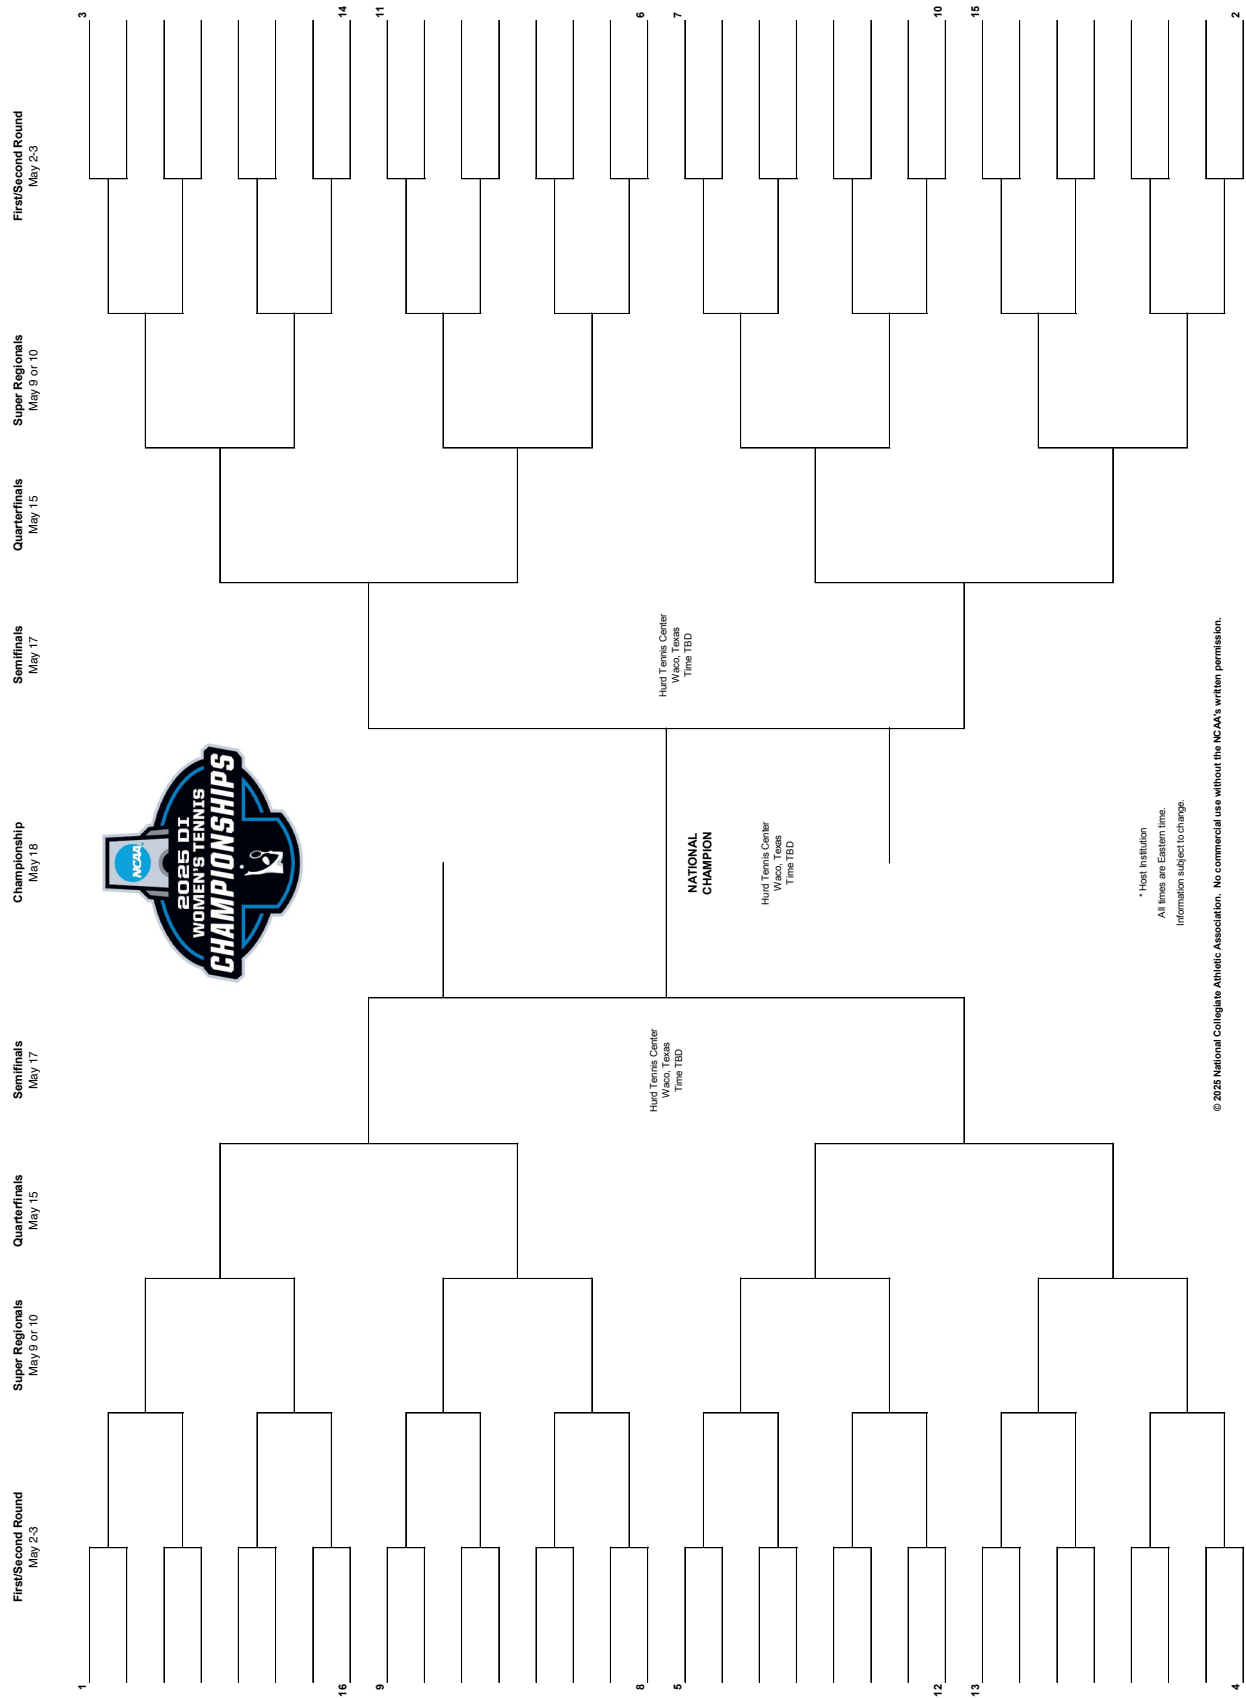 First/Second Round
May 2-3
Super Regionals
May 9 or 10
Quarterfinals
May 15
Semifinals
May 17
Championship
May 18
Semifinals
May 17
Quarterfinals
May 15
Super Regionals
May 9 or 10
First/Second Round
May 2-3
NCAA
2025 DI
WOMEN'S TENNIS
CHAMPIONSHIPS
1
16
9
8
5
12
13
4
3
14
11
6
7
10
15
2
Hurd Tennis Center
Waco, Texas
Time TBD
Hurd Tennis Center
Waco, Texas
Time TBD
NATIONAL
CHAMPION
Hurd Tennis Center
Waco, Texas
Time TBD
* Host Institution
All times are Eastern time.
Information subject to change.
© 2025 National Collegiate Athletic Association. No commercial use without the NCAA's written permission.